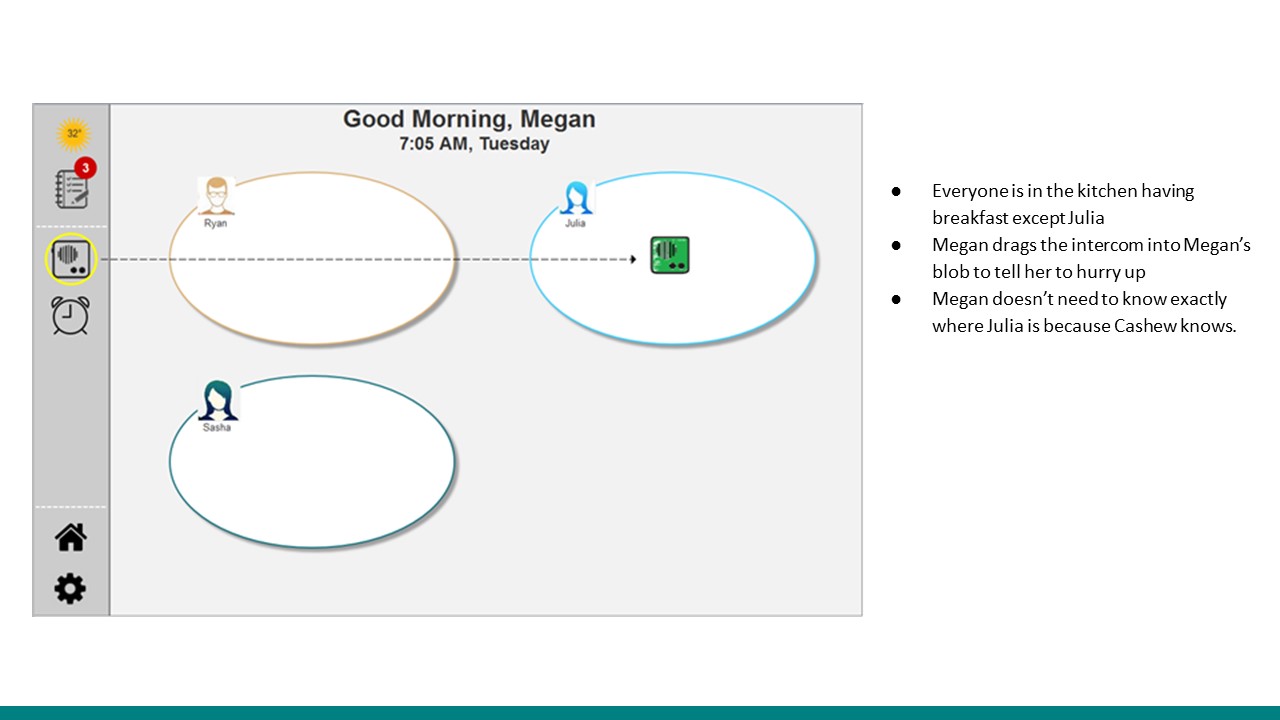 Good Morning, Megan
7:05 AM, Tuesday
32°
3
Ryan
Julia
Sasha
● Everyone is in the kitchen having
breakfast except Julia
● Megan drags the intercom into Megan’s
blob to tell her to hurry up
● Megan doesn’t need to know exactly
where Julia is because Cashew knows.